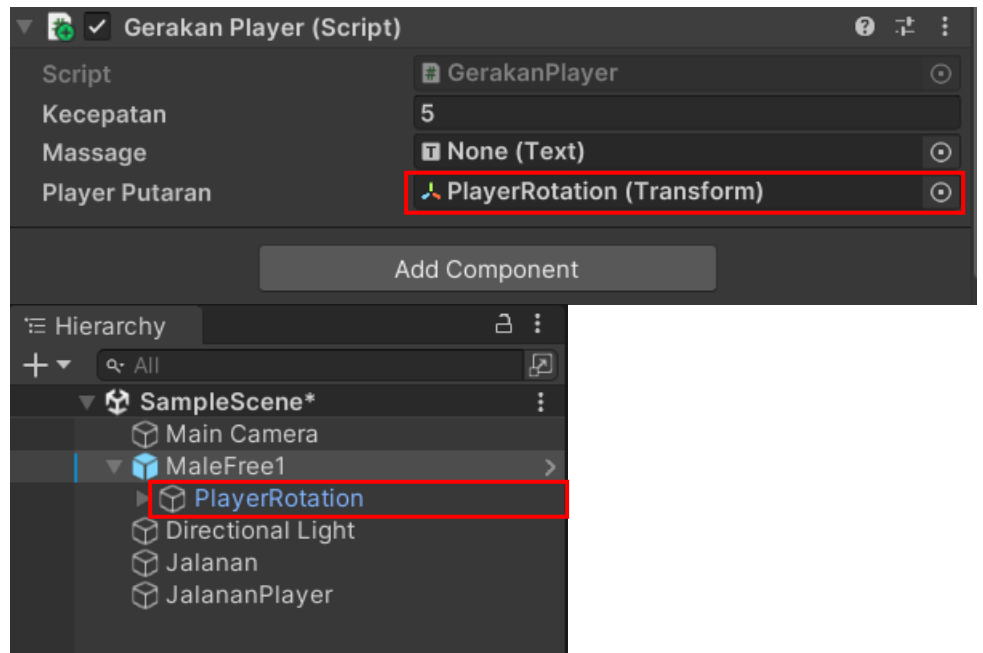 Gerakan Player (Script)
Script
GerakanPlayer
Kecepatan
5
Massage
None (Text)
Player Putaran
PlayerRotation (Transform)
Add Component
Hierarchy
All
SampleScene*
Main Camera
MaleFree1
PlayerRotation
Directional Light
Jalanan
JalananPlayer